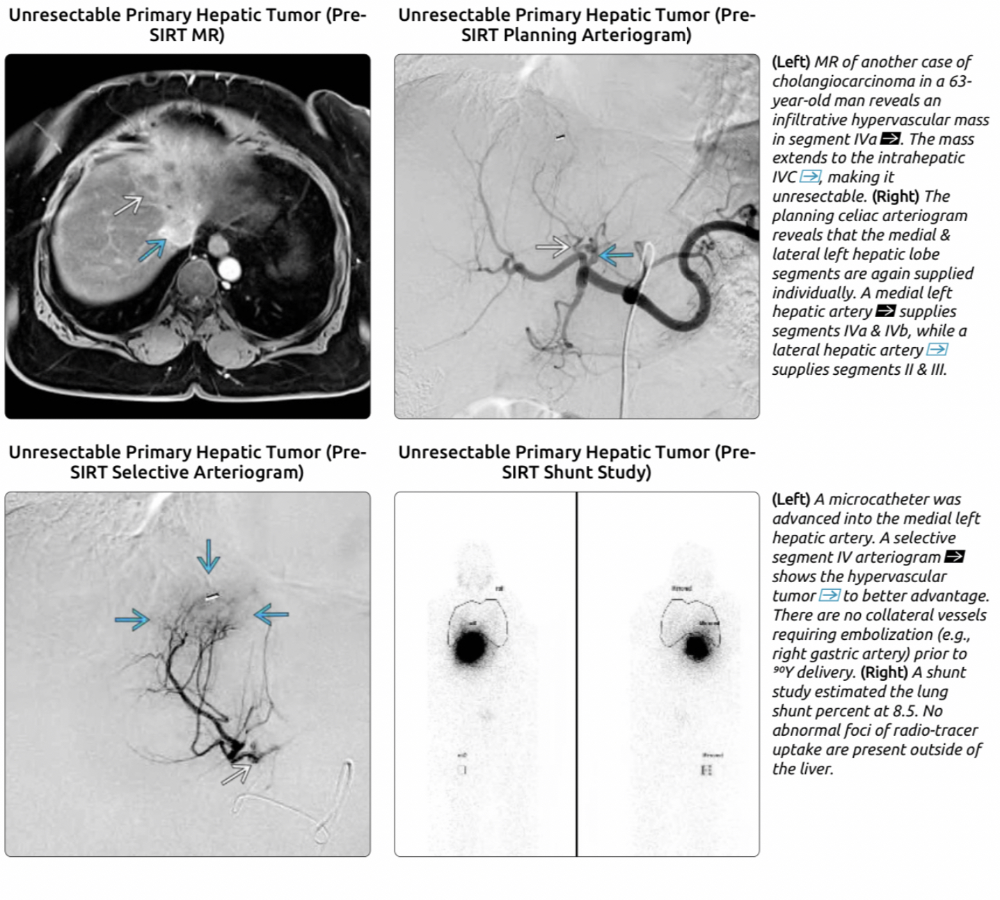 Unresectable Primary Hepatic Tumor (Pre-
SIRT MR)
Unresectable Primary Hepatic Tumor (Pre-
SIRT Planning Arteriogram)
(Left) MR of another case of
cholangiocarcinoma in a 63-
year-old man reveals an
infiltrative hypervascular mass
in segment IVa. The mass
extends to the intrahepatic
IVC, making it
unresectable. (Right) The
planning celiac arteriogram
reveals that the medial &
lateral left hepatic lobe
segments are again supplied
individually. A medial left
hepatic artery supplies
segments IVa & IVb, while a
lateral hepatic artery
supplies segments II & III.
Unresectable Primary Hepatic Tumor (Pre-
SIRT Selective Arteriogram)
Unresectable Primary Hepatic Tumor (Pre-
SIRT Shunt Study)
(Left) A microcatheter was
advanced into the medial left
hepatic artery. A selective
segment IV arteriogram
shows the hypervascular
tumor to better advantage.
There are no collateral vessels
requiring embolization (e.g.,
right gastric artery) prior to
⁹⁰Y delivery. (Right) A shunt
study estimated the lung
shunt percent at 8.5. No
abnormal foci of radio-tracer
uptake are present outside of
the liver.
Mirrored
Mirrored